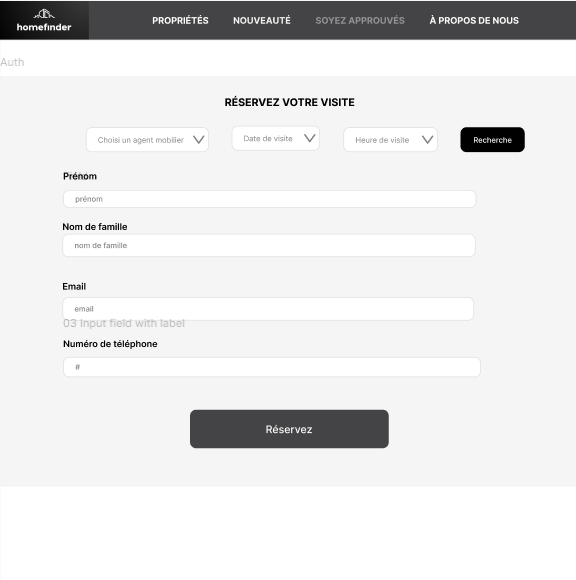 homefinder
PROPRIÉTÉS NOUVEAUTÉ SOYEZ APPROUVÉS À PROPOS DE NOUS
Auth
RÉSERVEZ VOTRE VISITE
Choisi un agent mobilier Date de visite Heure de visite Recherche
Prénom
prénom
Nom de famille
nom de famille
Email
email
03 Input field with label
Numéro de téléphone
#
Réservez